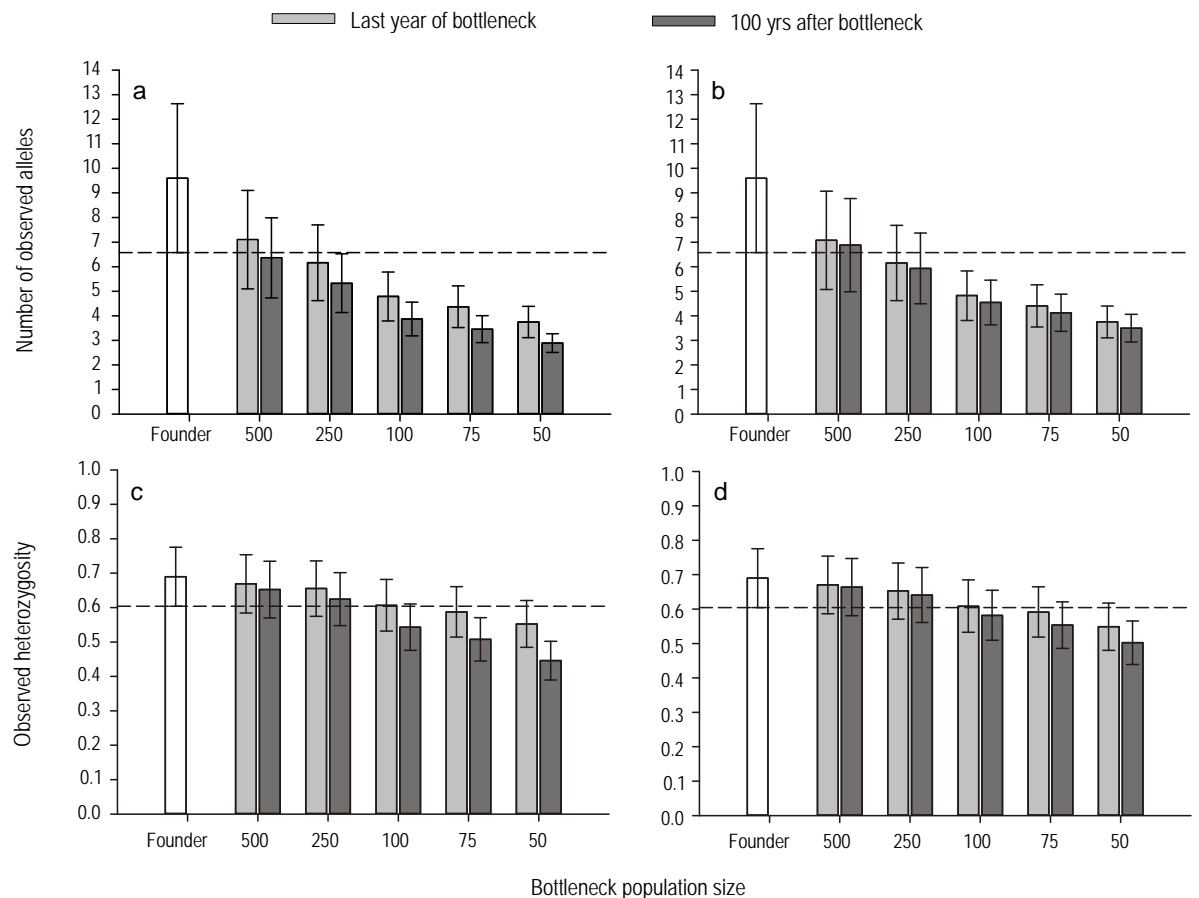 Last year of bottleneck 100 yrs after bottleneck
a
b
Number of observed alleles
14 13 12 11 10 9 8 7 6 5 4 3 2 1 0
14 13 12 11 10 9 8 7 6 5 4 3 2 1 0
Founder 500 250 100 75 50
Founder 500 250 100 75 50
c
d
Observed heterozygosity
1.0 0.9 0.8 0.7 0.6 0.5 0.4 0.3 0.2 0.1 0.0
1.0 0.9 0.8 0.7 0.6 0.5 0.4 0.3 0.2 0.1 0.0
Founder 500 250 100 75 50
Founder 500 250 100 75 50
Bottleneck population size